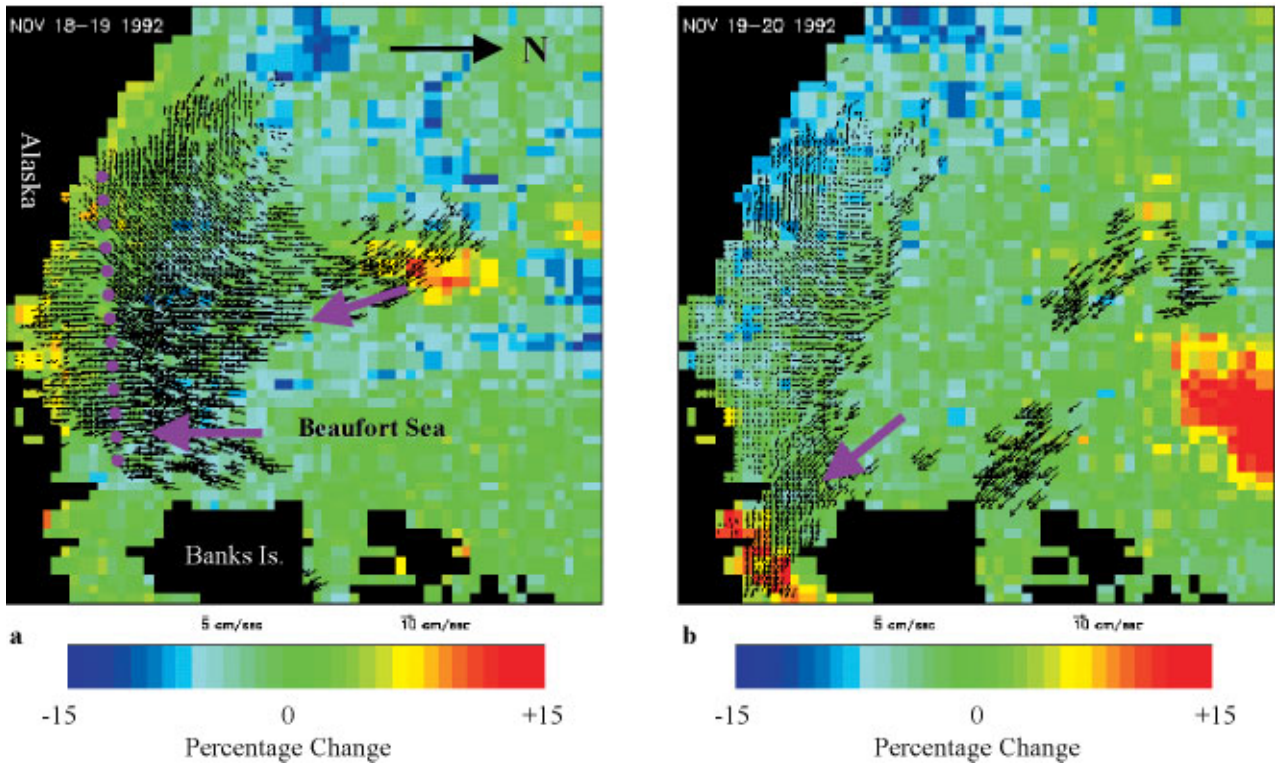 NOV 18-19 1992
N
Alaska
Beaufort Sea
Banks Is.
a
5 cm/sec
10 cm/sec
-15
0
+15
Percentage Change
NOV 19-20 1992
b
5 cm/sec
10 cm/sec
-15
0
+15
Percentage Change